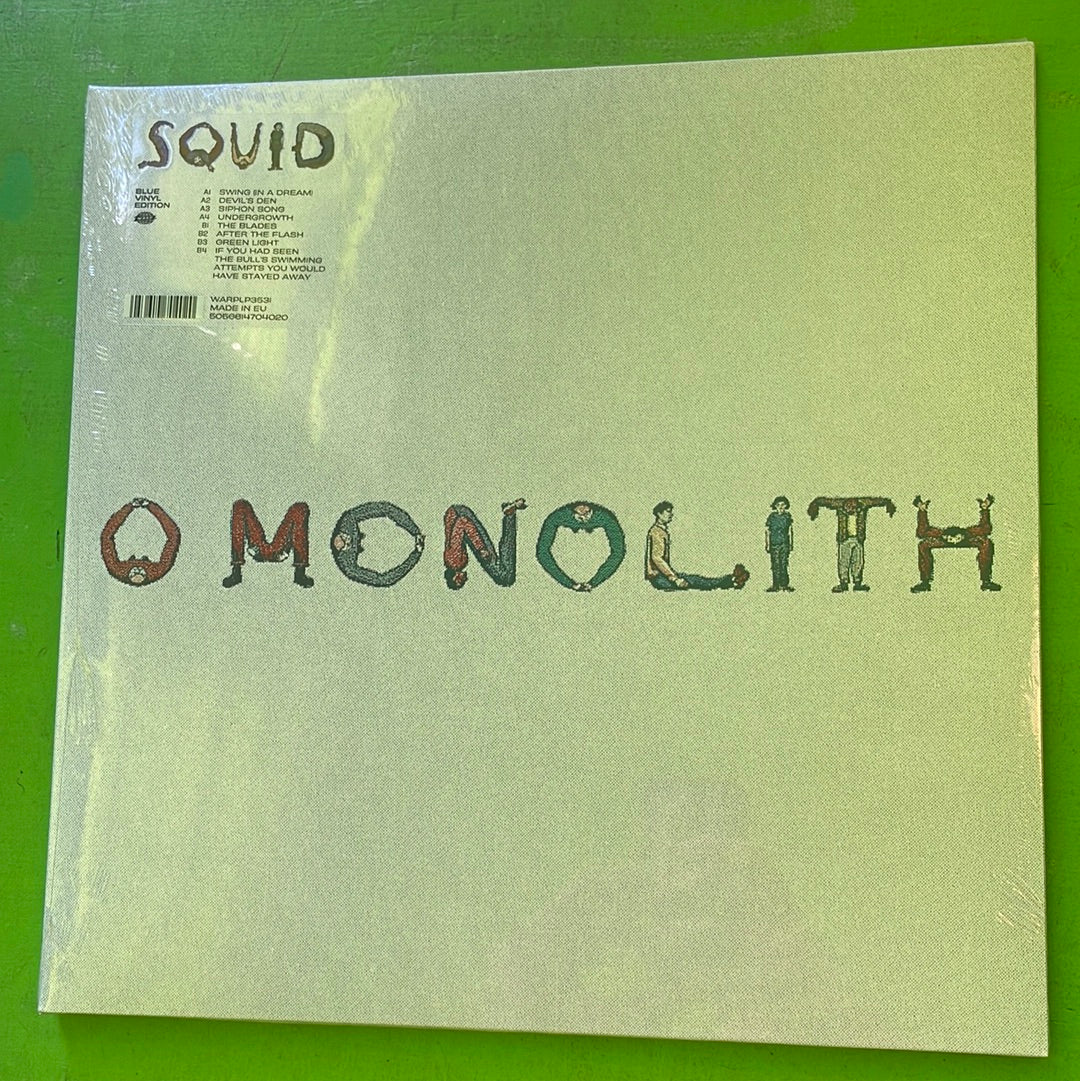 SQUID
BLUE
VINYL
EDITION
A1 SWING (IN A DREAM)
A2 DEVIL'S DEN
A3 SIPHON SONG
A4 UNDERGROWTH
B1 THE BLADES
B2 AFTER THE FLASH
B3 GREEN LIGHT
B4 IF YOU HAD SEEN
THE BULL'S SWIMMING
ATTEMPTS YOU WOULD
HAVE STAYED AWAY
WARPLP353I
MADE IN EU
5056614704020
O MONOLITH